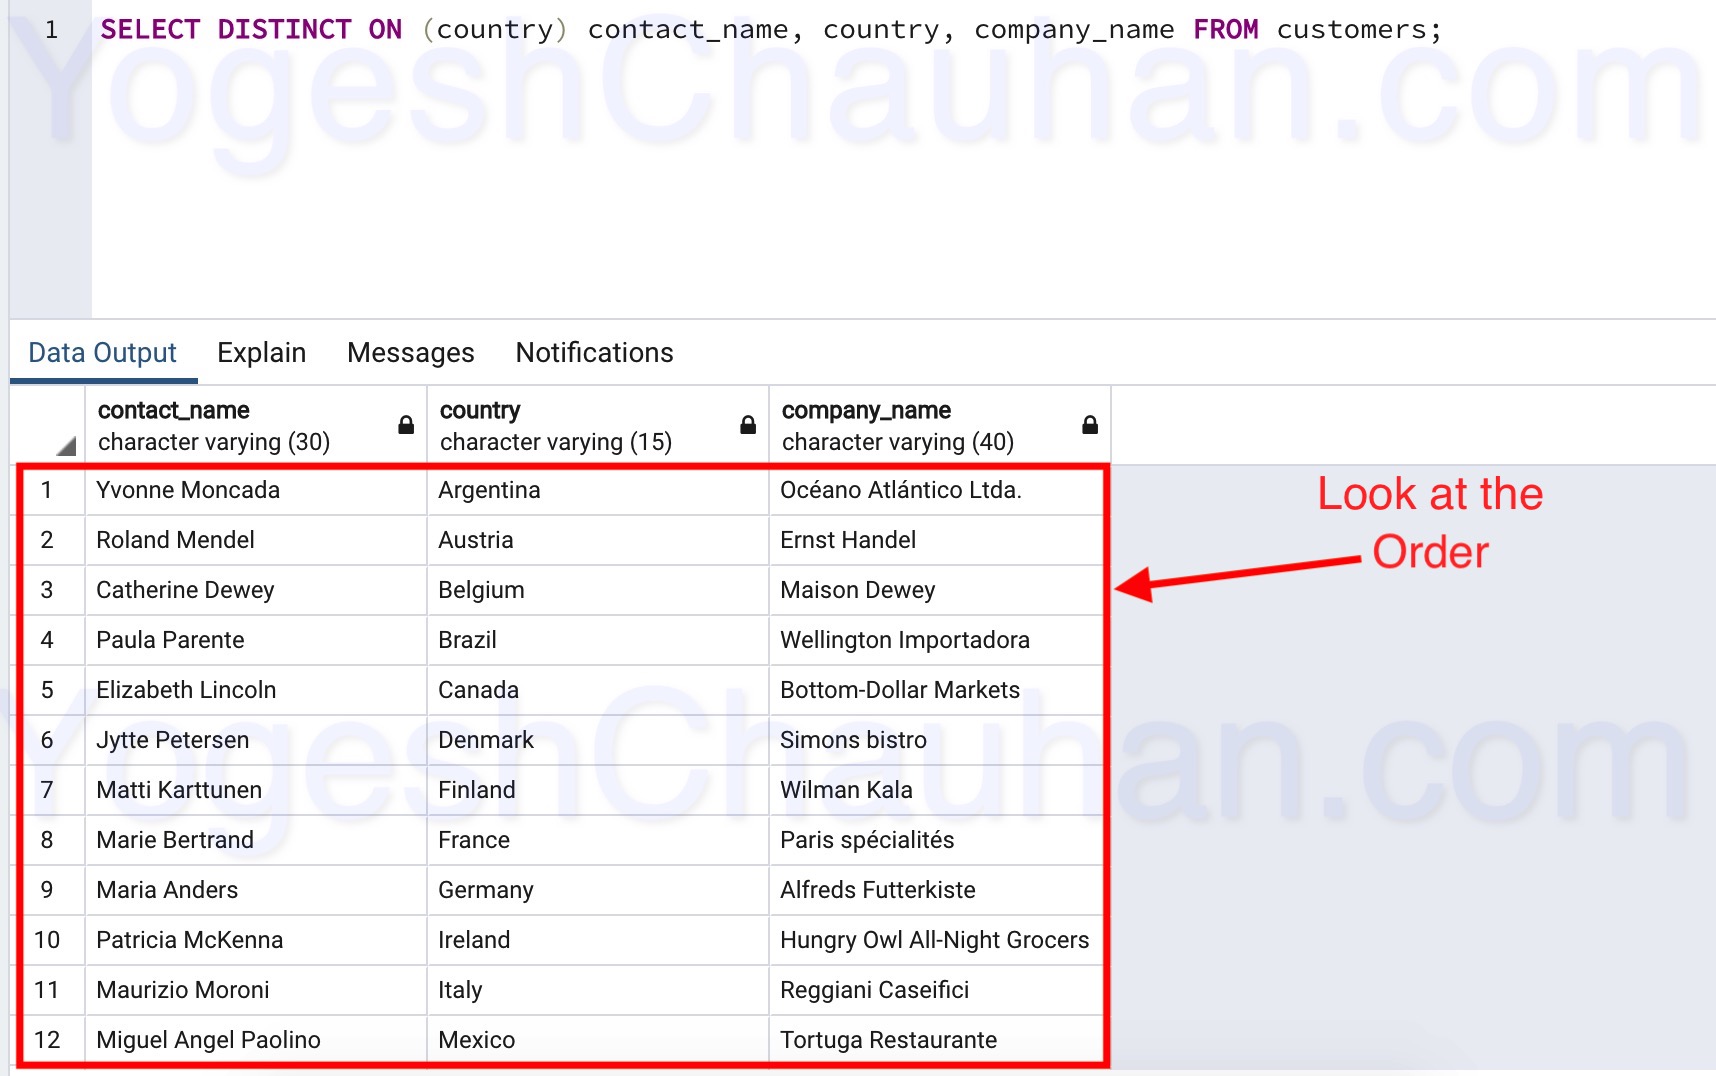 1 SELECT DISTINCT ON (country) contact_name, country, company_name FROM customers;
YogeshChauhan.com
Data Output Explain Messages Notifications
contact_name country company_name
character varying (30) character varying (15) character varying (40)
1 Yvonne Moncada Argentina Océano Atlántico Ltda.
Look at the
2 Roland Mendel Austria Ernst Handel
Order
3 Catherine Dewey Belgium Maison Dewey
4 Paula Parente Brazil Wellington Importadora
5 Elizabeth Lincoln Canada Bottom-Dollar Markets
6 Jytte Petersen Denmark Simons bistro
YogeshChauhan.com
7 Matti Karttunen Finland Wilman Kala
8 Marie Bertrand France Paris spécialités
9 Maria Anders Germany Alfreds Futterkiste
10 Patricia McKenna Ireland Hungry Owl All-Night Grocers
11 Maurizio Moroni Italy Reggiani Caseifici
12 Miguel Angel Paolino Mexico Tortuga Restaurante